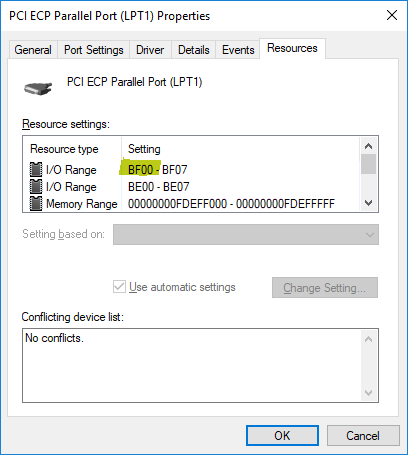 PCI ECP Parallel Port (LPT1) Properties
General Port Settings Driver Details Events Resources
PCI ECP Parallel Port (LPT1)
Resource settings:
Resource type Setting
I/O Range BF00 - BF07
I/O Range BE00 - BE07
Memory Range 00000000FDEFF000 - 00000000FDEFFFFF
Setting based on:
Use automatic settings Change Setting...
Conflicting device list:
No conflicts.
OK Cancel